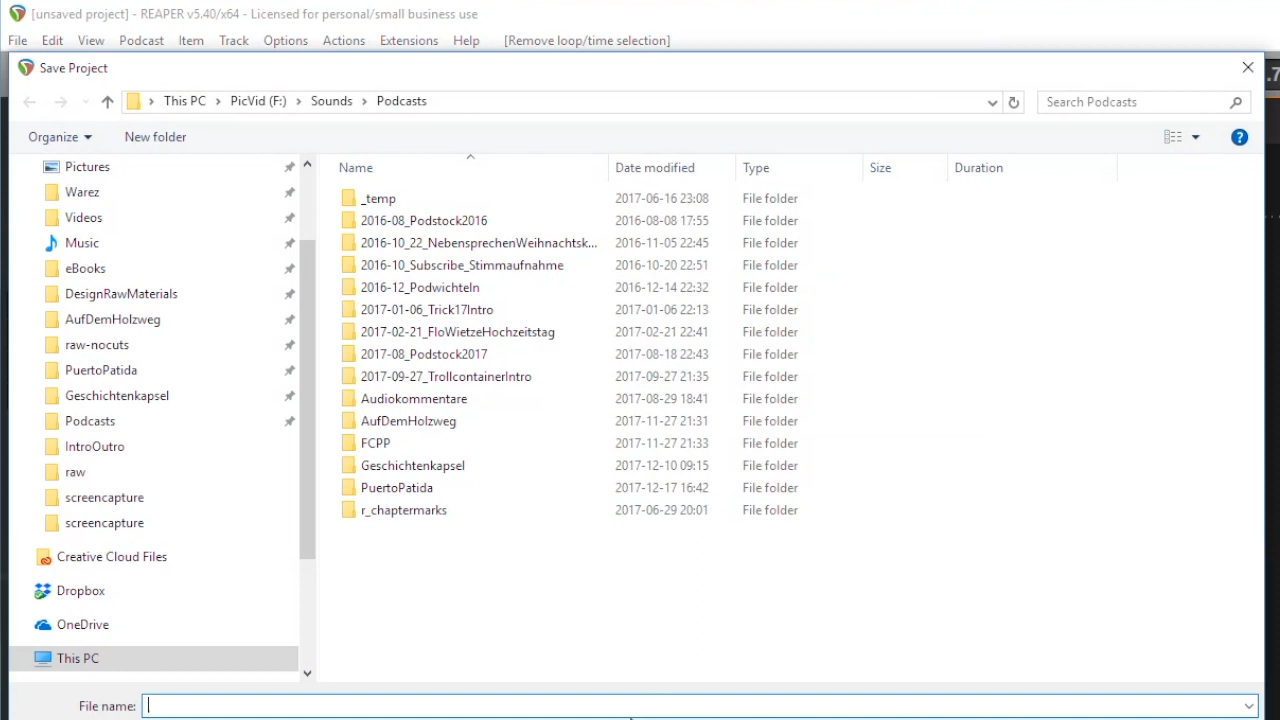 [unsaved project] - REAPER v5.40/x64 - Licensed for personal/small business use
File Edit View Podcast Item Track Options Actions Extensions Help [Remove loop/time selection]
Save Project
.7
This PC > PicVid (F:) > Sounds > Podcasts
Search Podcasts
Organize New folder
Pictures
Warez
Videos
Music
eBooks
DesignRawMaterials
AufDemHolzweg
raw-nocuts
PuertoPatida
Geschichtenkapsel
Podcasts
IntroOutro
raw
screencapture
screencapture
Creative Cloud Files
Dropbox
OneDrive
This PC
Name Date modified Type Size Duration
_temp 2017-06-16 23:08 File folder
2016-08_Podstock2016 2016-08-08 17:55 File folder
2016-10_22_NebensprechenWeihnachtsk... 2016-11-05 22:45 File folder
2016-10_Subscribe_Stimmaufnahme 2016-10-20 22:51 File folder
2016-12_Podwichteln 2016-12-14 22:32 File folder
2017-01-06_Trick17Intro 2017-01-06 22:13 File folder
2017-02-21_FloWietzeHochzeitstag 2017-02-21 22:41 File folder
2017-08_Podstock2017 2017-08-18 22:43 File folder
2017-09-27_TrollcontainerIntro 2017-09-27 21:35 File folder
Audiokommentare 2017-08-29 18:41 File folder
AufDemHolzweg 2017-11-27 21:31 File folder
FCPP 2017-11-27 21:33 File folder
Geschichtenkapsel 2017-12-10 09:15 File folder
PuertoPatida 2017-12-17 16:42 File folder
r_chaptermarks 2017-06-29 20:01 File folder
File name: